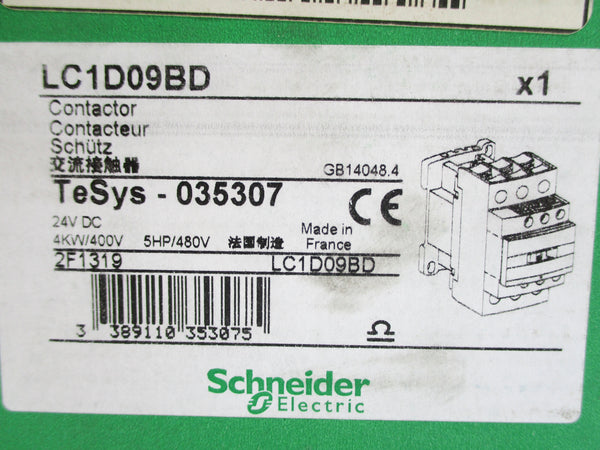 LC1D09BD x1
Contactor
Contacteur
Schütz
交流接触器 GB14048.4
TeSys - 035307 CE
24V DC
4KW/400V 5HP/480V 法国制造 Made in
France
2F1319 LC1D09BD
3 389110 353075
Schneider
Electric